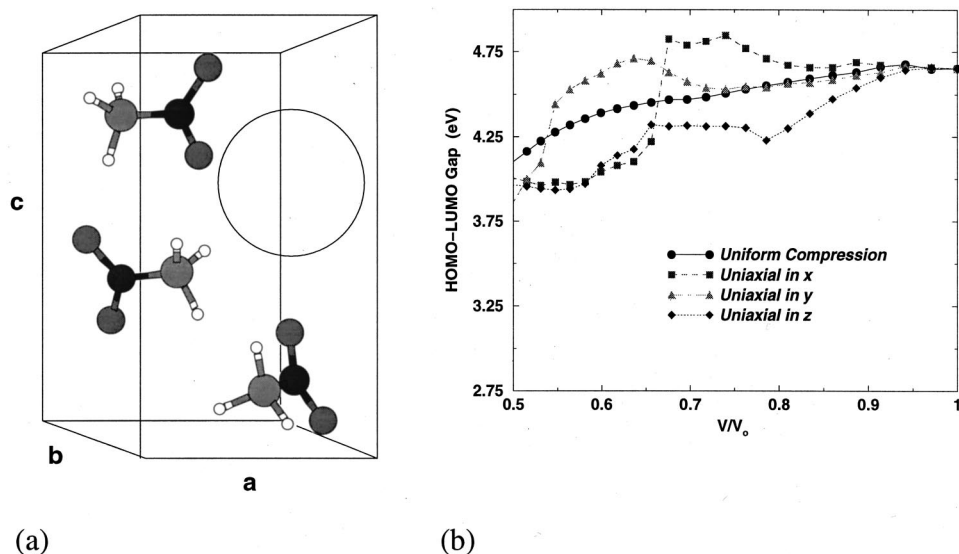 c
b
a
(a)
HOMO–LUMO Gap (eV)
4.75
4.25
3.75
3.25
2.75
Uniform Compression
Uniaxial in x
Uniaxial in y
Uniaxial in z
0.5 0.6 0.7 0.8 0.9 1
V/Vo
(b)